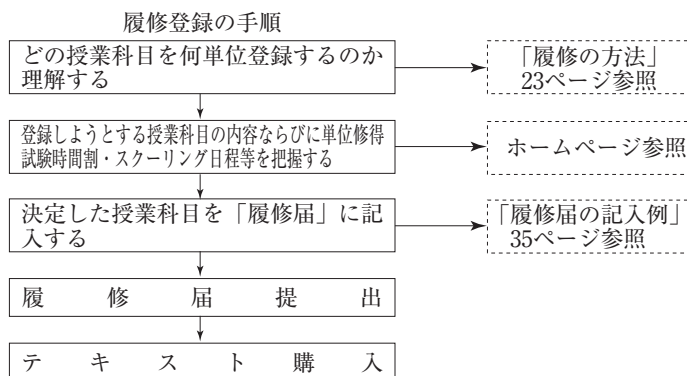 履修登録の手順
どの授業科目を何単位登録するのか
理解する
「履修の方法」
23ページ参照
登録しようとする授業科目の内容ならびに単位修得
試験時間割・スクーリング日程等を把握する
ホームページ参照
決定した授業科目を「履修届」に記
入する
「履修届の記入例」
35ページ参照
履修届提出
テキスト購入